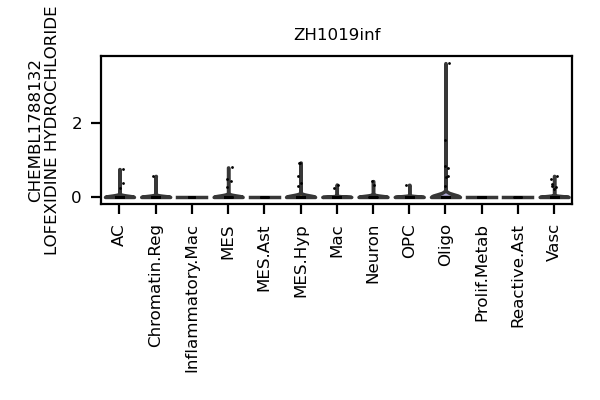 ZH1019inf
CHEMBL1788132
LOFEXIDINE HYDROCHLORIDE
2
0
AC
Chromatin.Reg
Inflammatory.Mac
MES
MES.Ast
MES.Hyp
Mac
Neuron
OPC
Oligo
Prolif.Metab
Reactive.Ast
Vasc